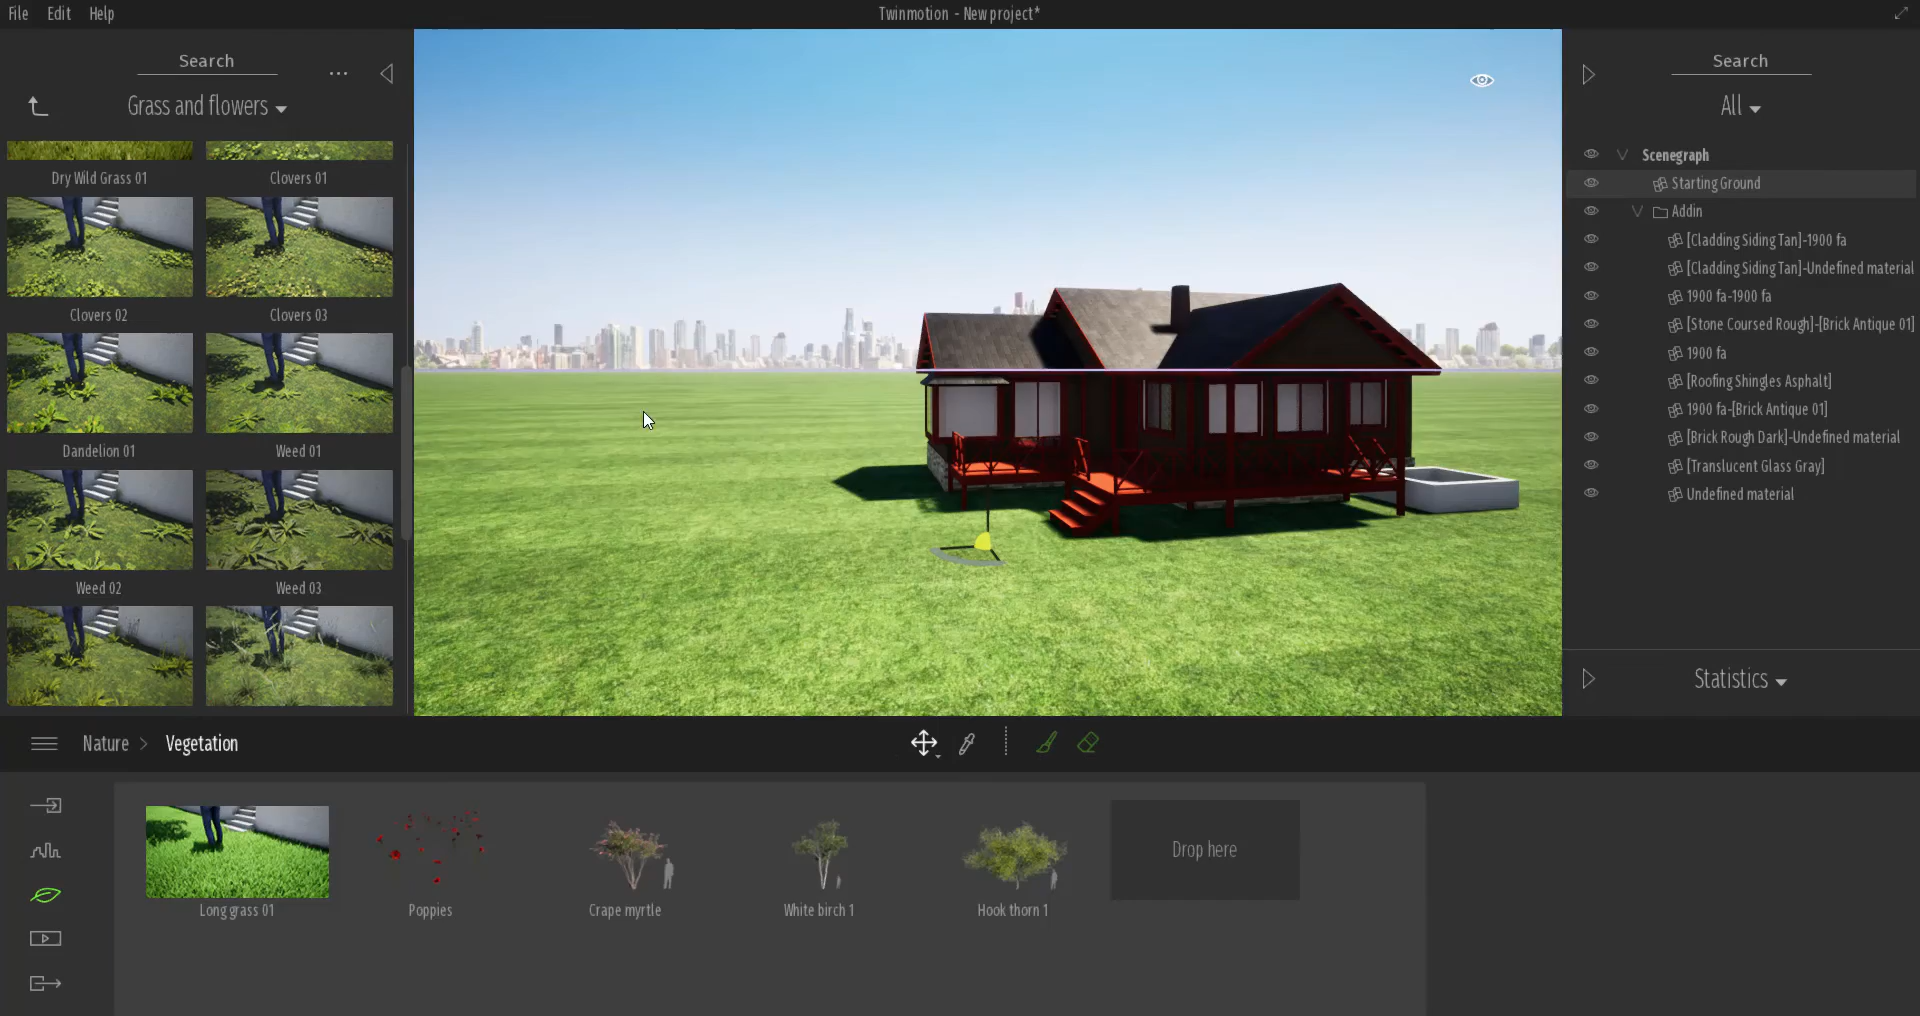 File Edit Help
Twinmotion - New project*
Search
...
Grass and flowers
Dry Wild Grass 01
Clovers 01
Clovers 02
Clovers 03
Dandelion 01
Weed 01
Weed 02
Weed 03
Search
All
Scenegraph
Starting Ground
Addin
[Cladding Siding Tan]-1900 fa
[Cladding Siding Tan]-Undefined material
1900 fa-1900 fa
[Stone Coursed Rough]-[Brick Antique 01]
1900 fa
[Roofing Shingles Asphalt]
1900 fa-[Brick Antique 01]
[Brick Rough Dark]-Undefined material
[Translucent Glass Gray]
Undefined material
Statistics
Nature > Vegetation
Long grass 01
Poppies
Crape myrtle
White birch 1
Hook thorn 1
Drop here